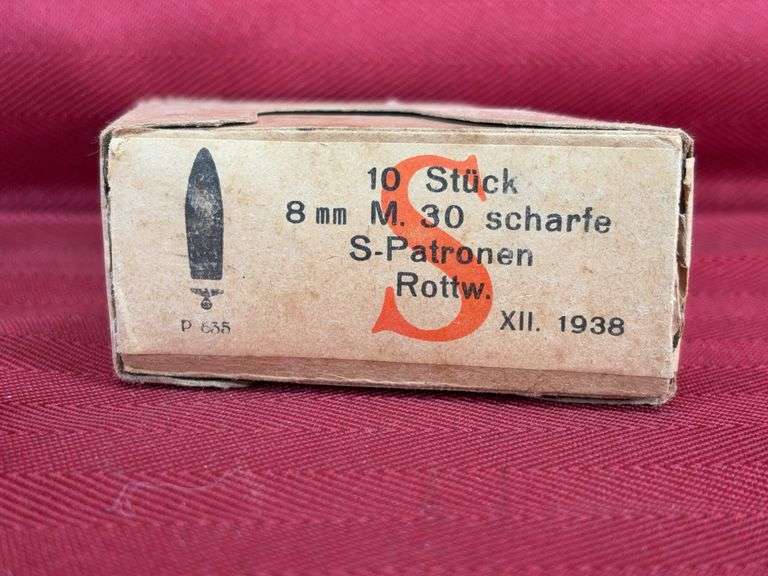 S
10 Stück
8 mm M. 30 scharfe
S-Patronen
Rottw.
XII. 1938
P 635